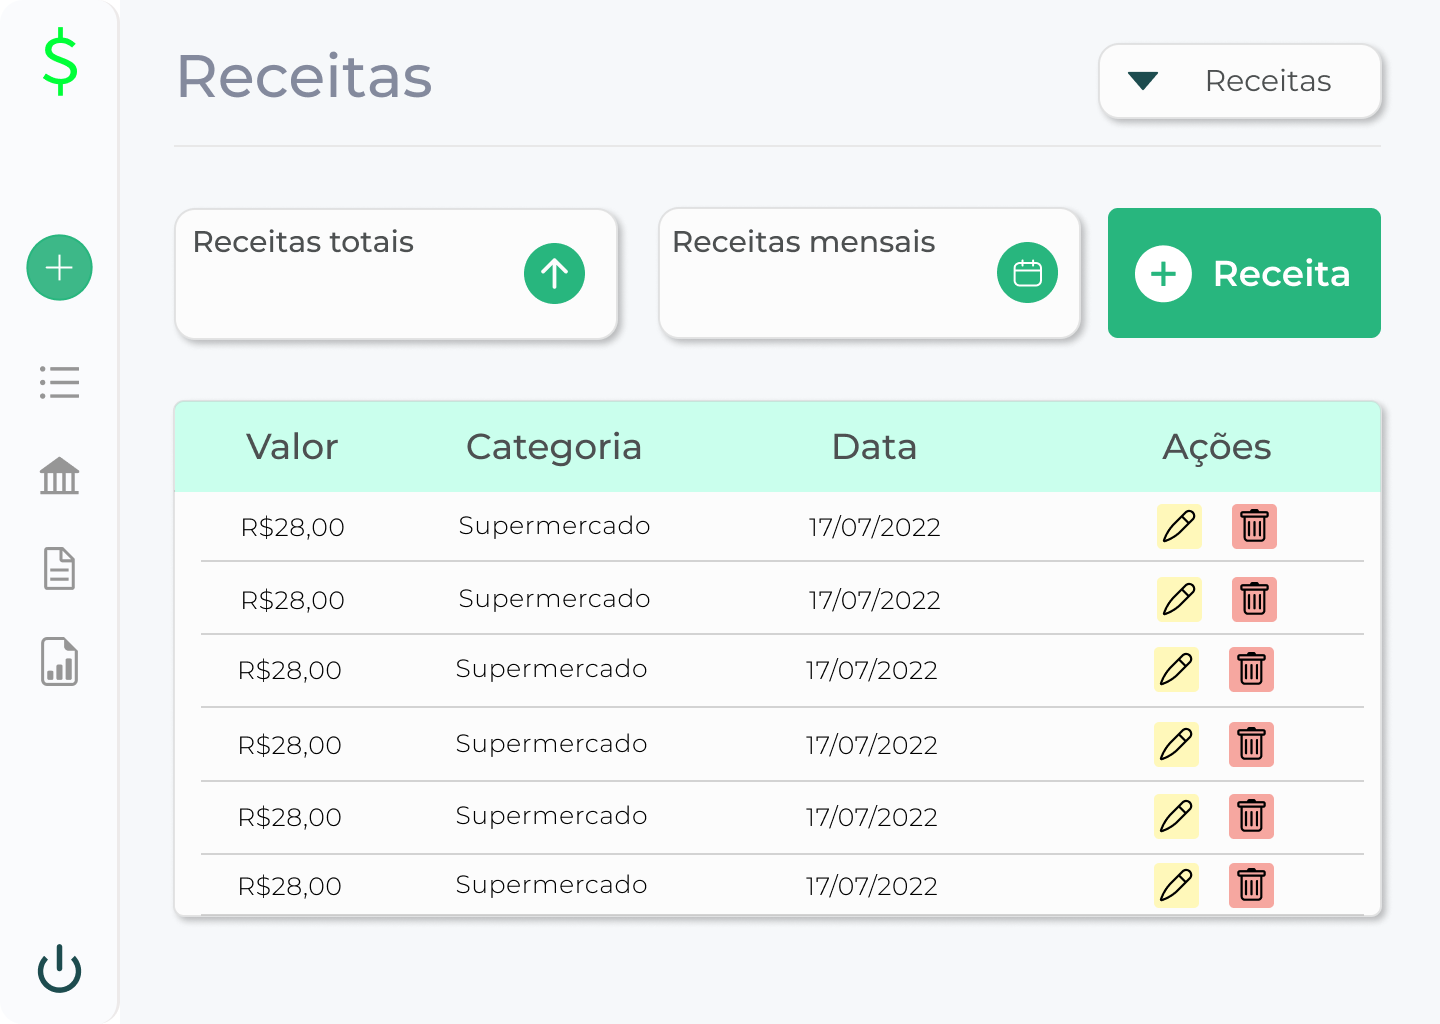 $
Receitas
Receitas
Receitas totais
Receitas mensais
Receita
Valor Categoria Data Ações
R$28,00 Supermercado 17/07/2022
R$28,00 Supermercado 17/07/2022
R$28,00 Supermercado 17/07/2022
R$28,00 Supermercado 17/07/2022
R$28,00 Supermercado 17/07/2022
R$28,00 Supermercado 17/07/2022